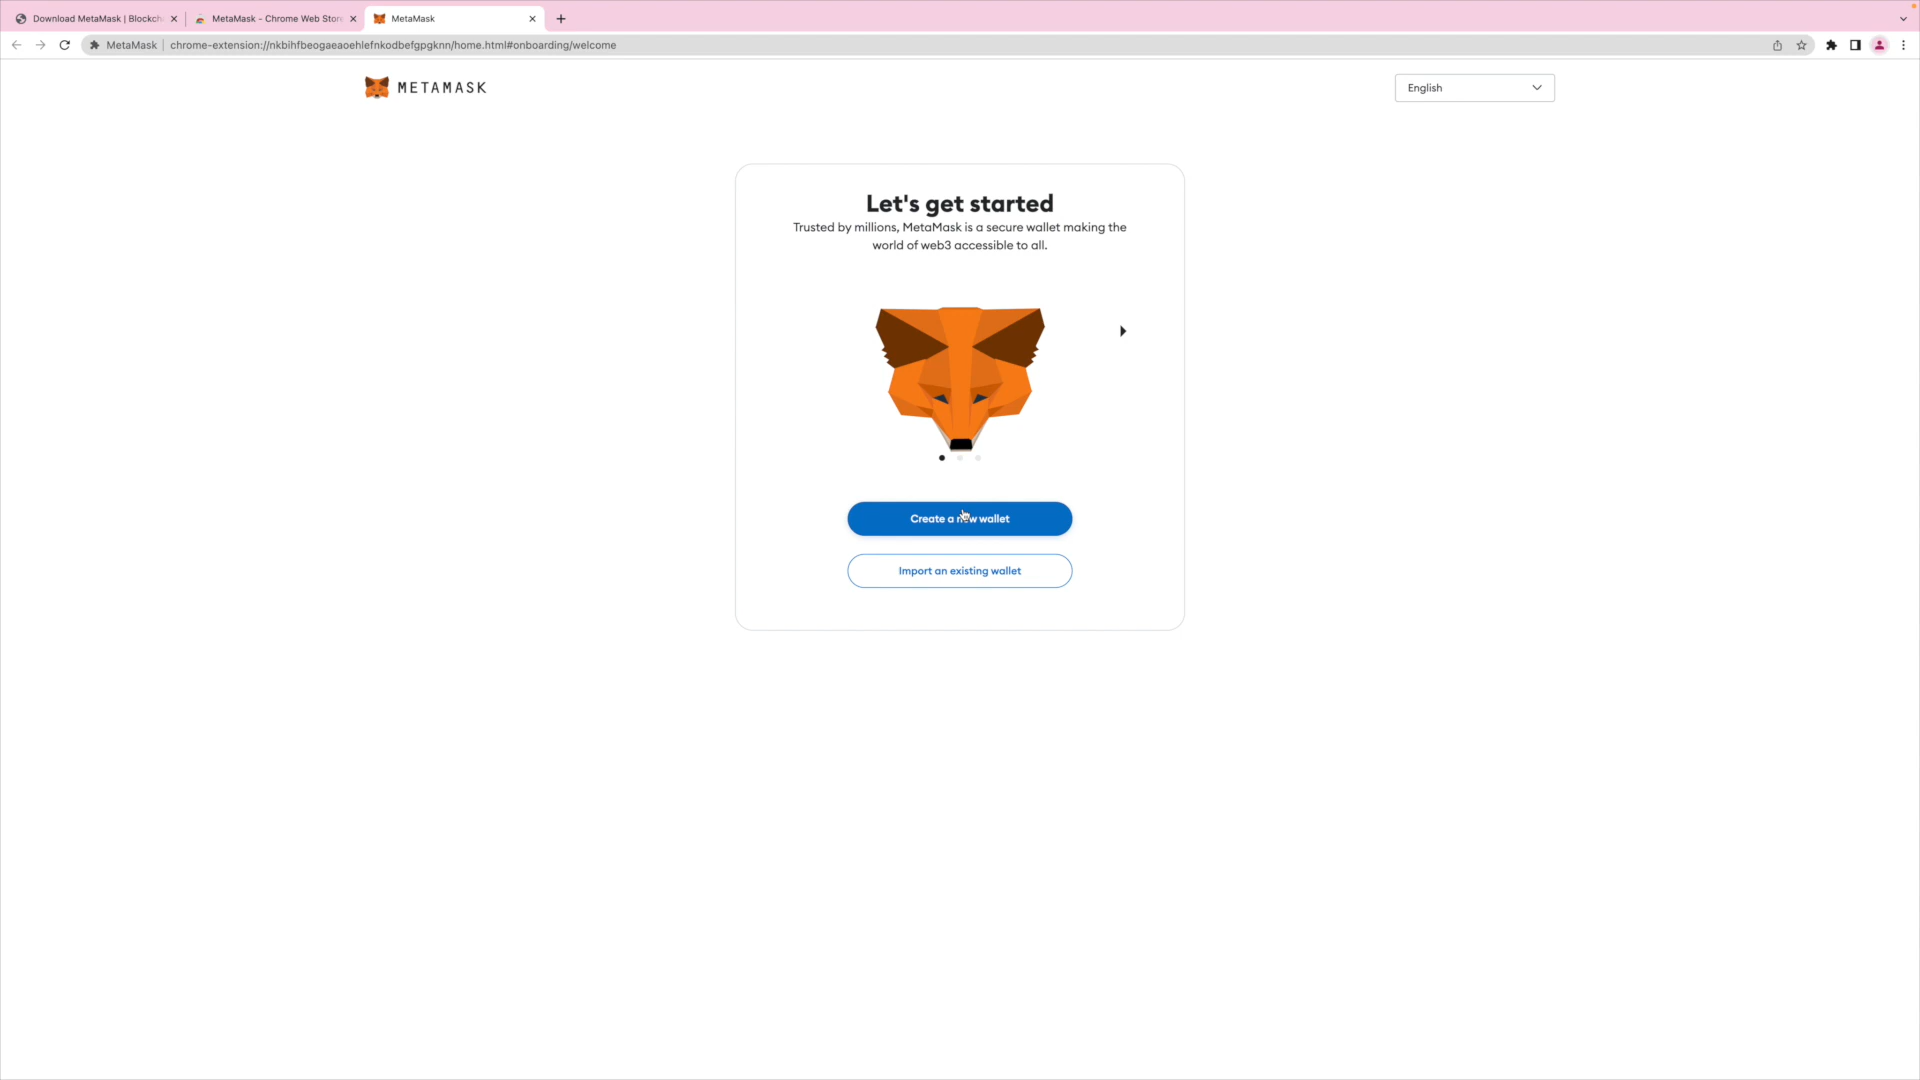 Download MetaMask | Blockch
MetaMask - Chrome Web Store
MetaMask
MetaMask
chrome-extension://nkbihfbeogaeaoehlefnkodbefgpgknn/home.html#onboarding/welcome
METAMASK
English
Let's get started
Trusted by millions, MetaMask is a secure wallet making the
world of web3 accessible to all.
Create a new wallet
Import an existing wallet